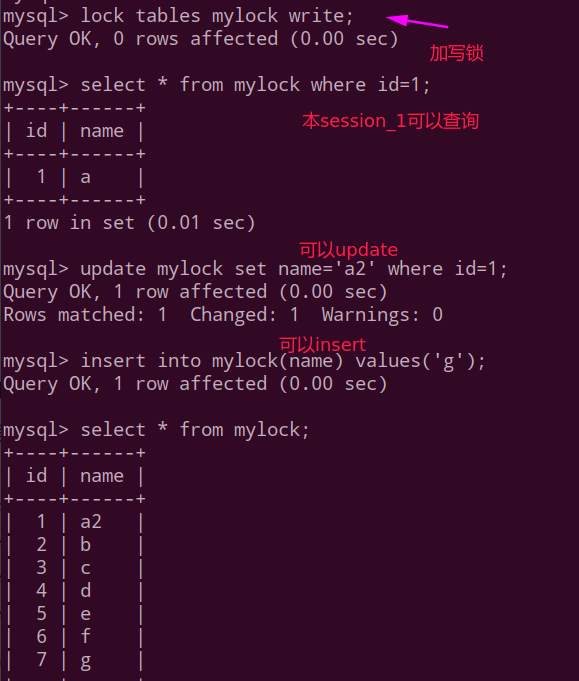 mysql> lock tables mylock write;
Query OK, 0 rows affected (0.00 sec)
加写锁
mysql> select * from mylock where id=1;
+----+------+
| id | name |
+----+------+
|  1 | a    |
+----+------+
本session_1可以查询
1 row in set (0.01 sec)
可以update
mysql> update mylock set name='a2' where id=1;
Query OK, 1 row affected (0.00 sec)
Rows matched: 1  Changed: 1  Warnings: 0
可以insert
mysql> insert into mylock(name) values('g');
Query OK, 1 row affected (0.00 sec)
mysql> select * from mylock;
+----+------+
| id | name |
+----+------+
|  1 | a2   |
|  2 | b    |
|  3 | c    |
|  4 | d    |
|  5 | e    |
|  6 | f    |
|  7 | g    |